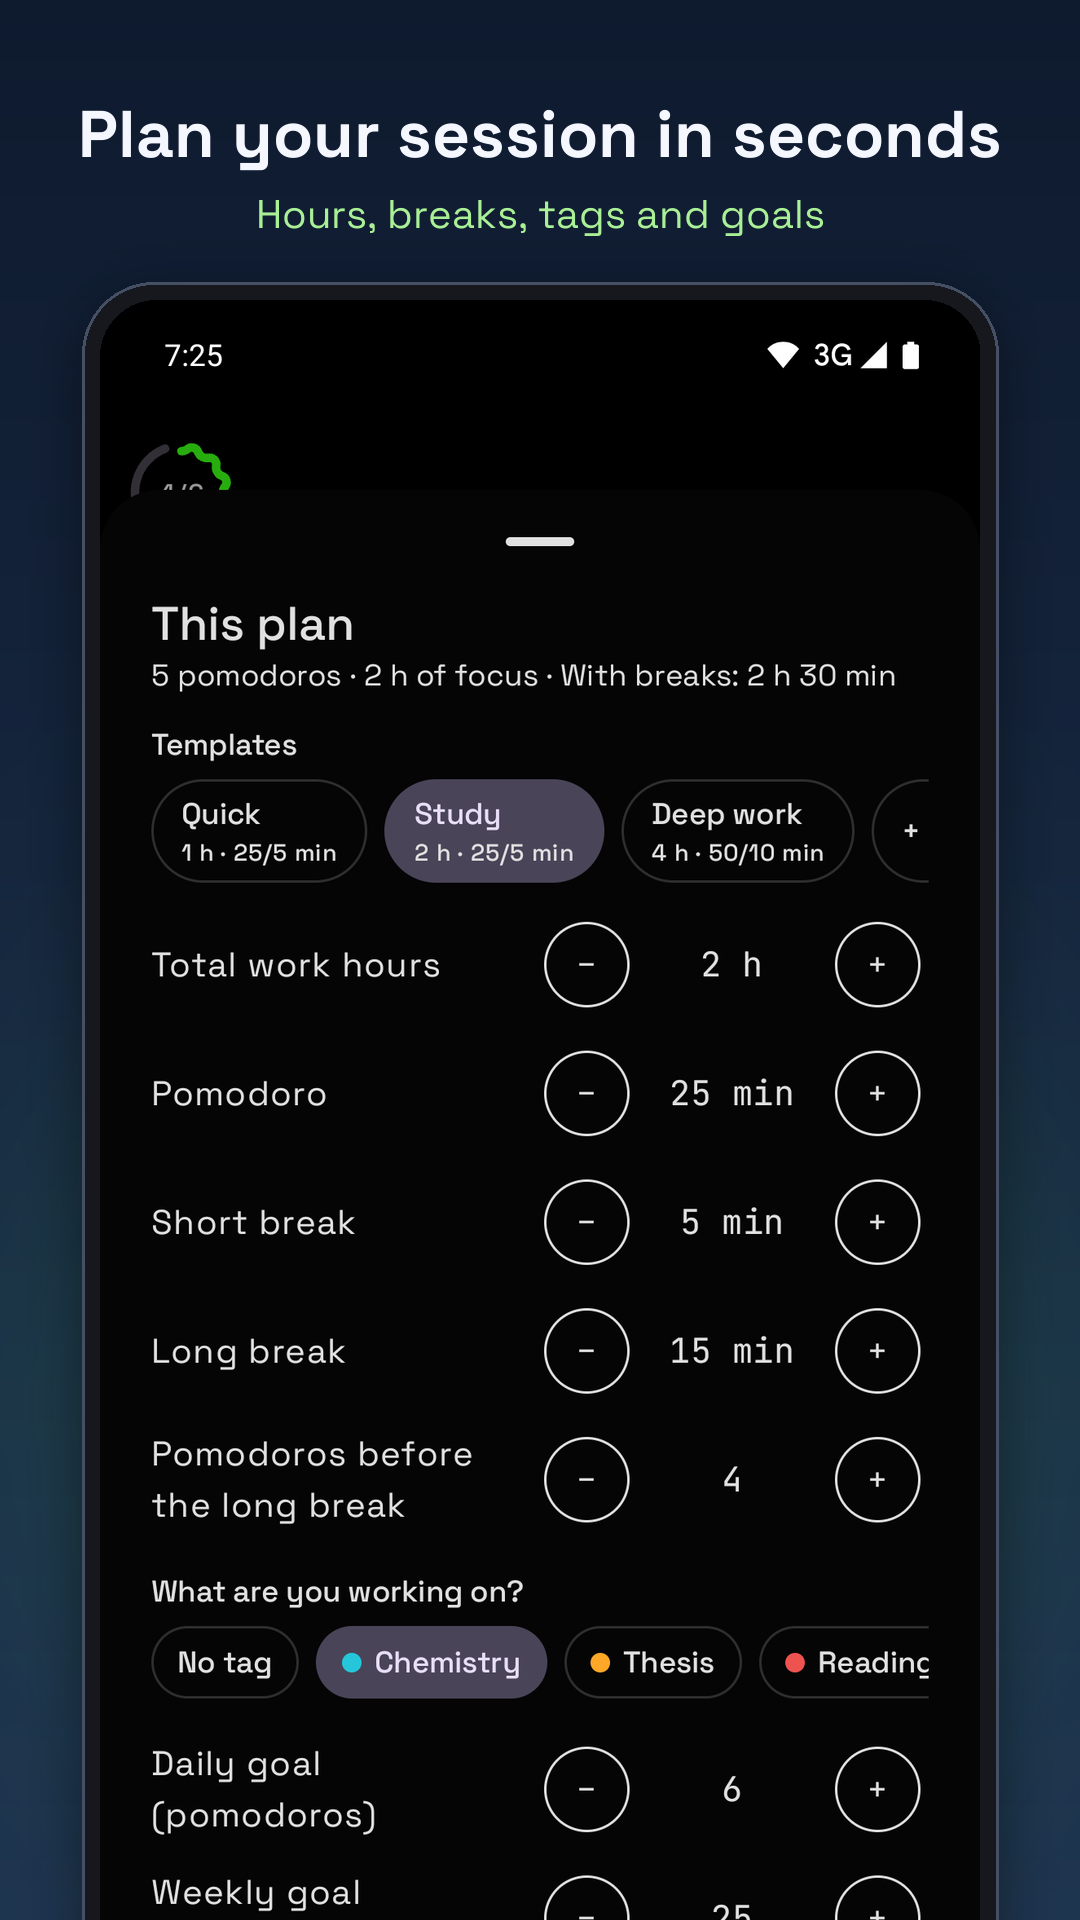 Plan your session in seconds
Hours, breaks, tags and goals
7:25
3G
This plan
5 pomodoros · 2 h of focus · With breaks: 2 h 30 min
Templates
Quick
1 h · 25/5 min
Study
2 h · 25/5 min
Deep work
4 h · 50/10 min
+
Total work hours
− 2 h +
Pomodoro
− 25 min +
Short break
− 5 min +
Long break
− 15 min +
Pomodoros before
the long break
− 4 +
What are you working on?
No tag
Chemistry
Thesis
Reading
Daily goal
(pomodoros)
− 6 +
Weekly goal
− 25 +